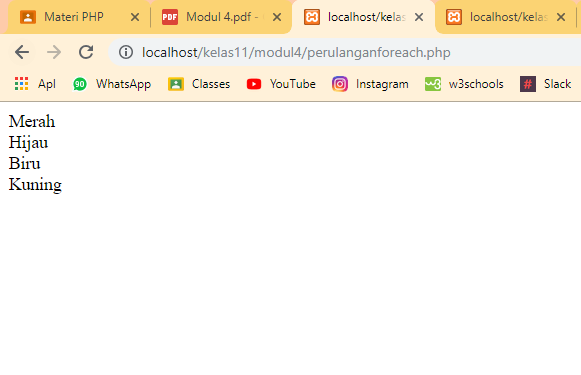 Materi PHP
Modul 4.pdf -
localhost/kelas
localhost/kelas
localhost/kelas11/modul4/perulanganforeach.php
Apl
90
WhatsApp
Classes
YouTube
Instagram
w3schools
Slack
Merah
Hijau
Biru
Kuning